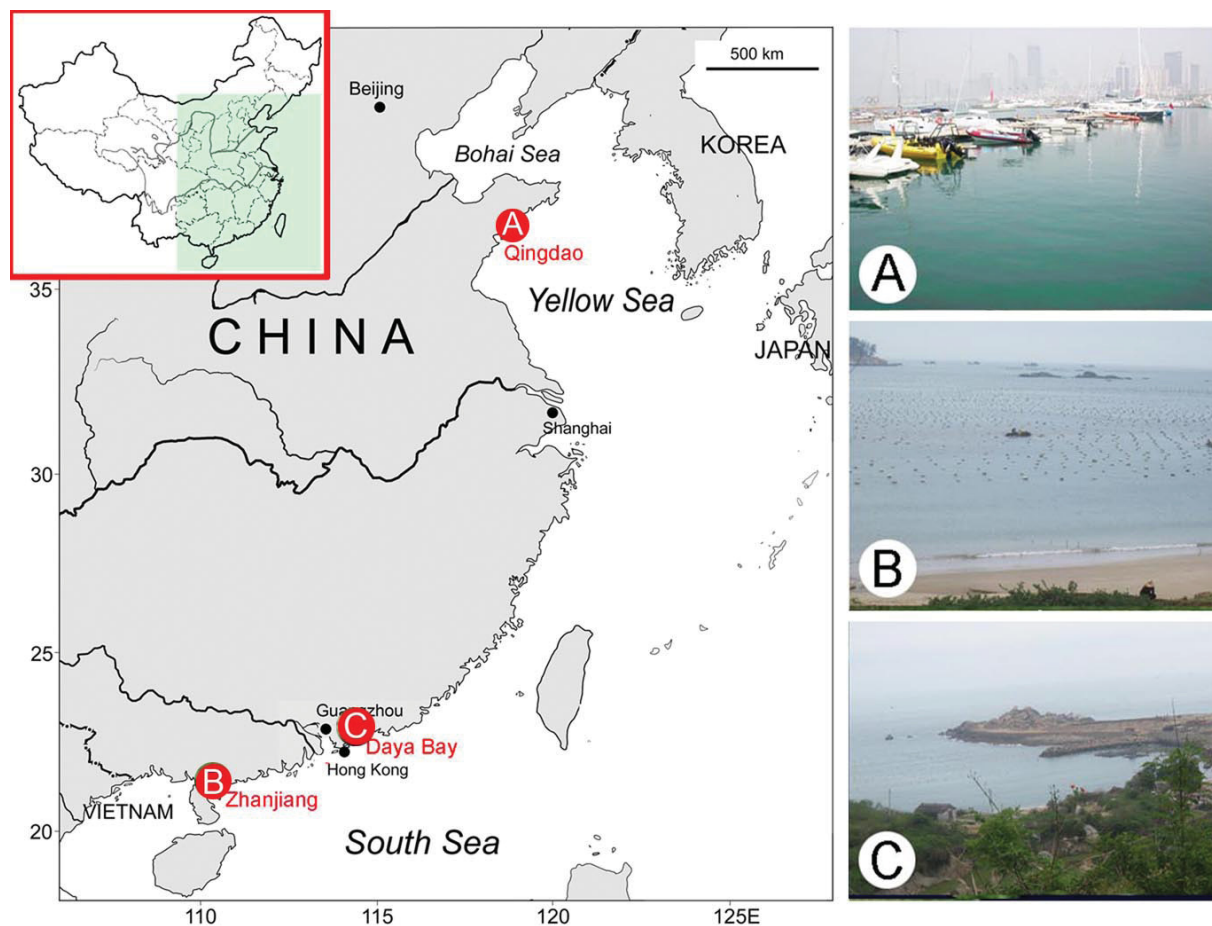 500 km
Beijing
Bohai Sea
KOREA
A
Qingdao
35
Yellow Sea
CHINA
JAPAN
Shanghai
30
25
Guangzhou
C
Daya Bay
Hong Kong
B
Zhanjiang
VIETNAM
20
South Sea
110
115
120
125E
A
B
C